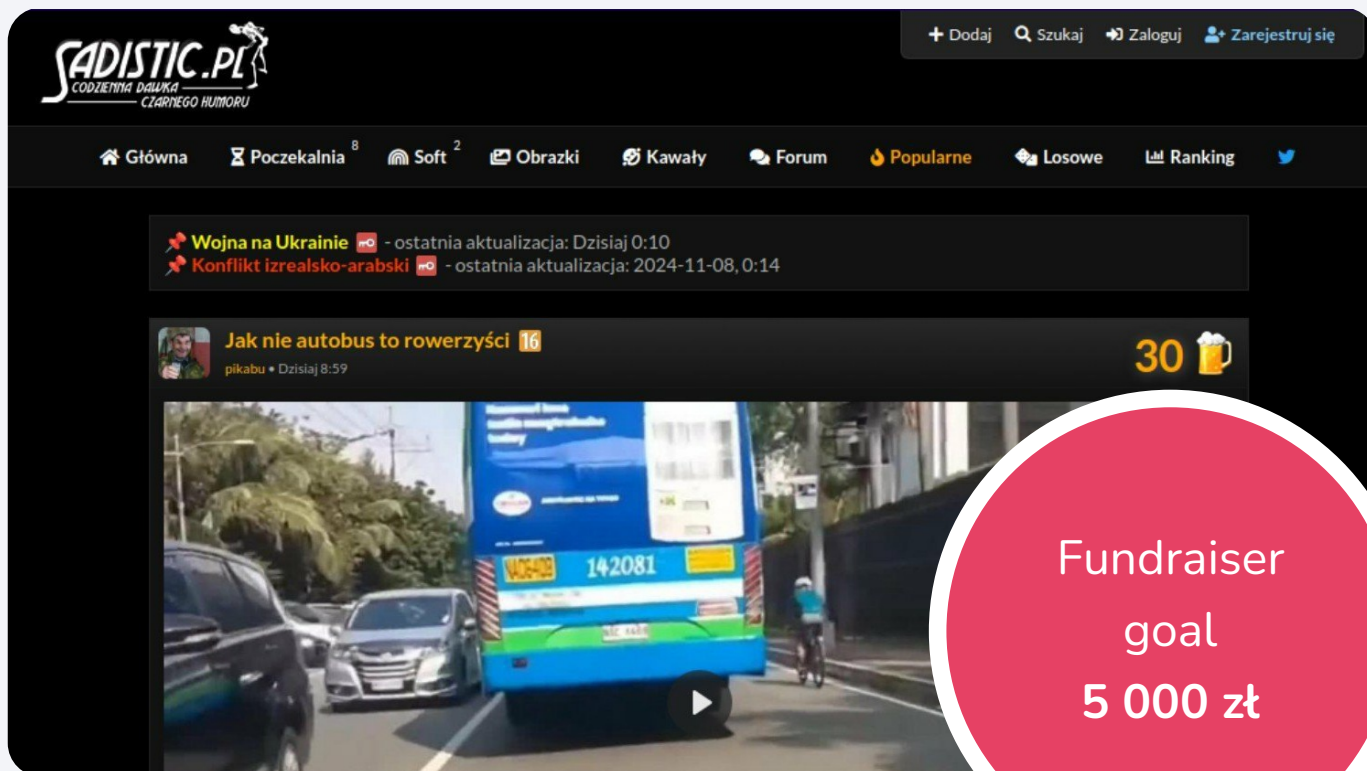 SADISTIC.PL
CODZIENNA DAWKA
CZARNEGO HUMORU
Dodaj Szukaj Zaloguj Zarejestruj się
Główna Poczekalnia 8 Soft 2 Obrazki Kawały Forum Popularne Losowe Ranking
Wojna na Ukrainie - ostatnia aktualizacja: Dzisiaj 0:10
Konflikt izrealsko-arabski - ostatnia aktualizacja: 2024-11-08, 0:14
Jak nie autobus to rowerzyści 16
pikabu • Dzisiaj 8:59
30
142081
Fundraiser
goal
5 000 zł